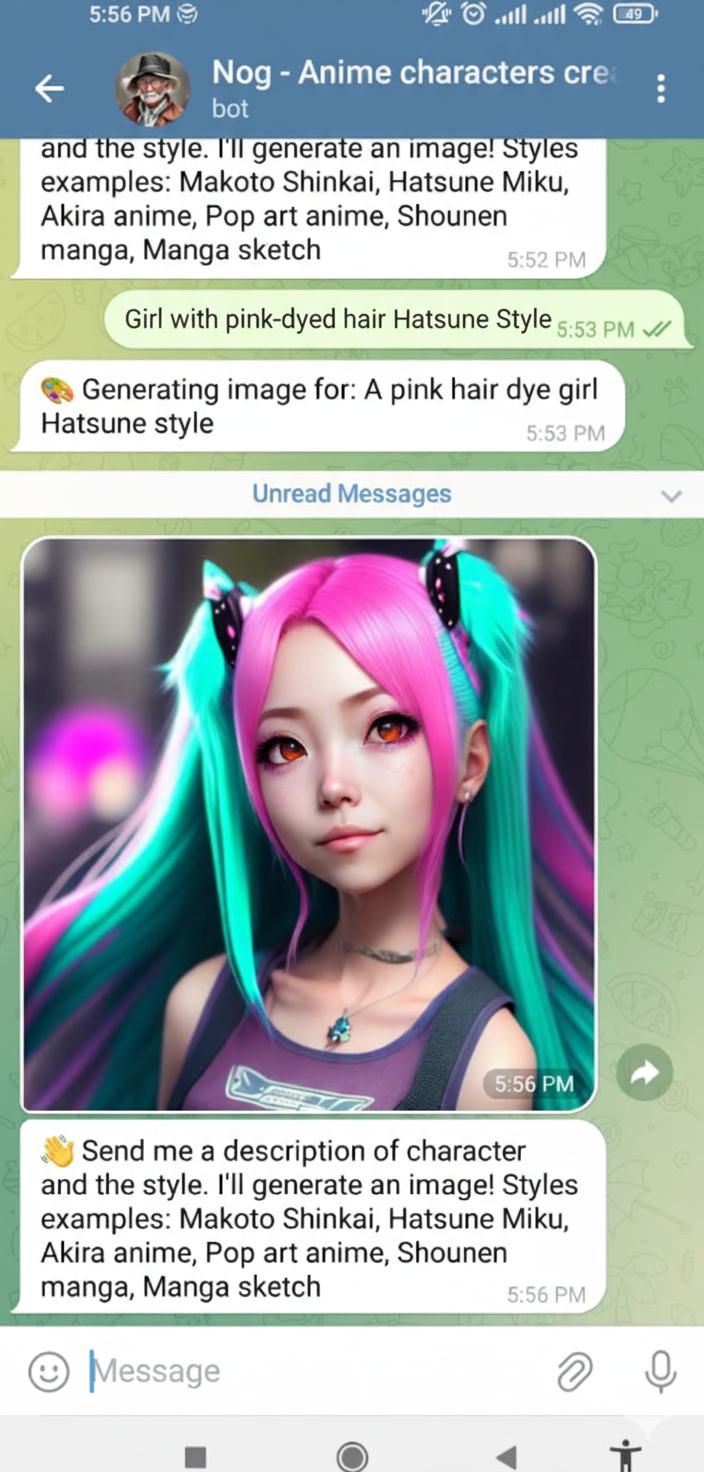 5:56 PM
49
Nog - Anime characters cre
bot
and the style. I'll generate an image! Styles
examples: Makoto Shinkai, Hatsune Miku,
Akira anime, Pop art anime, Shounen
manga, Manga sketch
5:52 PM
Girl with pink-dyed hair Hatsune Style
5:53 PM
🎨 Generating image for: A pink hair dye girl
Hatsune style
5:53 PM
Unread Messages
5:56 PM
👋 Send me a description of character
and the style. I'll generate an image! Styles
examples: Makoto Shinkai, Hatsune Miku,
Akira anime, Pop art anime, Shounen
manga, Manga sketch
5:56 PM
Message